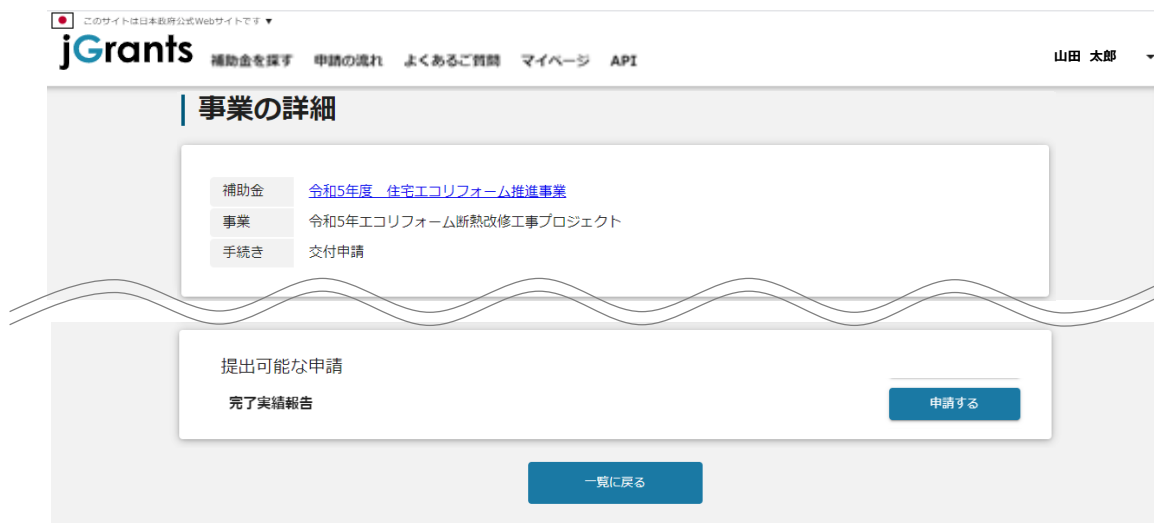 このサイトは日本政府公式Webサイトです ▼
jGrants 補助金を探す 申請の流れ よくあるご質問 マイページ API 山田 太郎
事業の詳細
補助金 令和5年度　住宅エコリフォーム推進事業
事業 令和5年エコリフォーム断熱改修工事プロジェクト
手続き 交付申請
提出可能な申請
完了実績報告 申請する
一覧に戻る